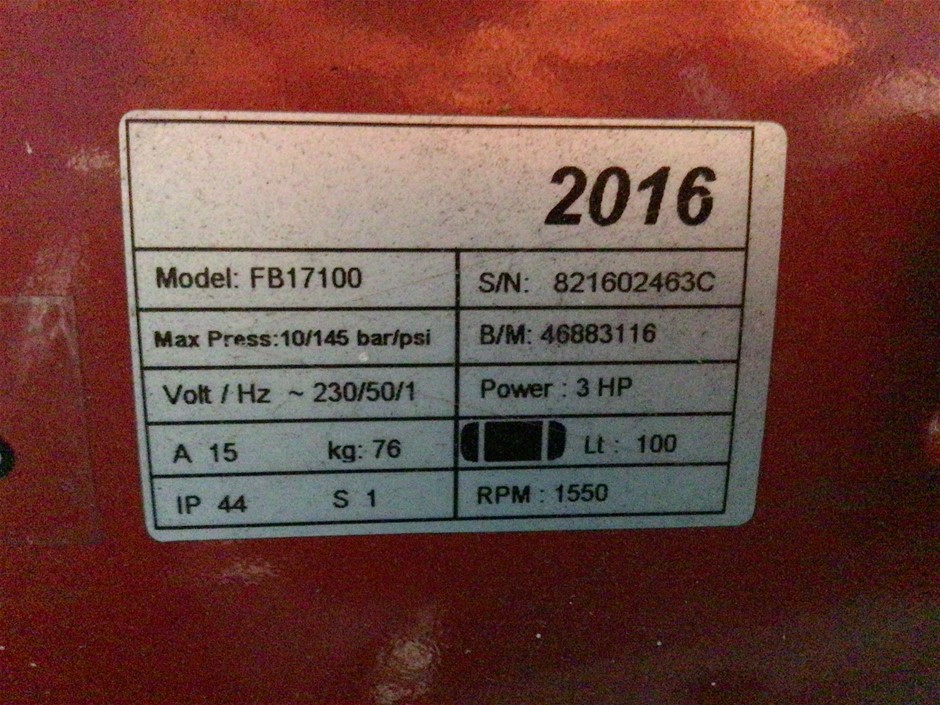 2016
Model: FB17100 S/N: 821602463C
Max Press:10/145 bar/psi B/M: 46883116
Volt / Hz ~ 230/50/1 Power : 3 HP
A 15 kg: 76 Lt : 100
IP 44 S 1 RPM : 1550